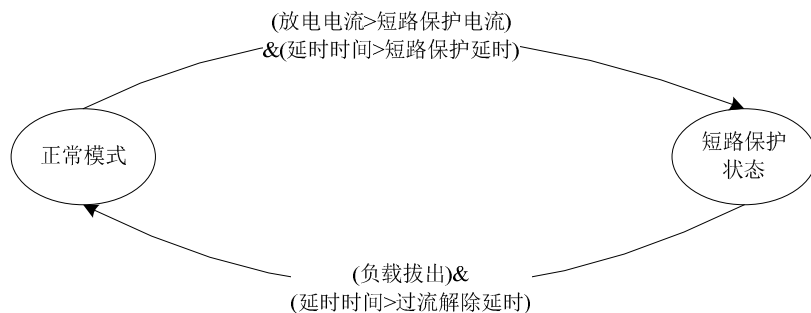 (放电电流>短路保护电流)
&(延时时间>短路保护延时)
正常模式
短路保护
状态
(负载拔出)&
(延时时间>过流解除延时)